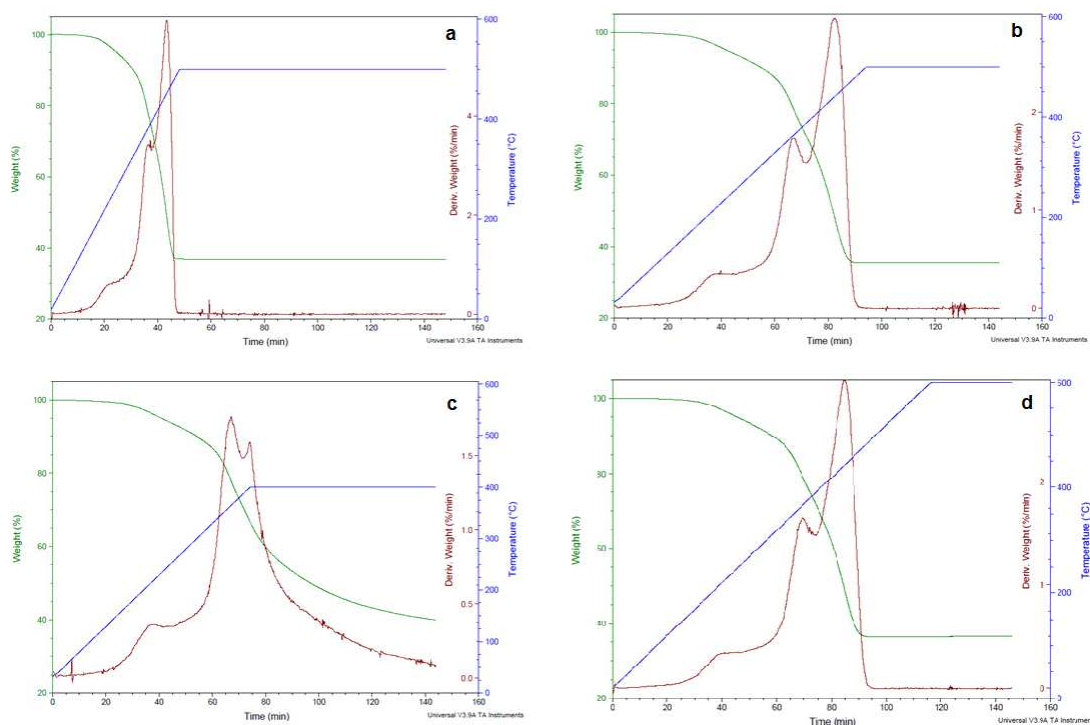 a
100
80
60
40
20
Weight (%)
0 20 40 60 80 100 120 140 160
Time (min)
4
2
0
Deriv. Weight (%/min)
600
400
200
0
Temperature (°C)
Universal V3.9A TA Instruments
b
100
80
60
40
20
Weight (%)
0 20 40 60 80 100 120 140 160
Time (min)
2
1
0
Deriv. Weight (%/min)
600
400
200
0
Temperature (°C)
Universal V3.9A TA Instruments
c
100
80
60
40
20
Weight (%)
0 20 40 60 80 100 120 140 160
Time (min)
1.5
1.0
0.5
0.0
Deriv. Weight (%/min)
600
500
400
300
200
100
0
Temperature (°C)
Universal V3.9A TA Instruments
d
40
20
Weight (%)
0 20 40 60 80 100 120 140 160
Time (min)
2
1
0
Deriv. Weight (%/min)
400
200
0
Temperature (°C)
Universal V3.9A TA Instruments